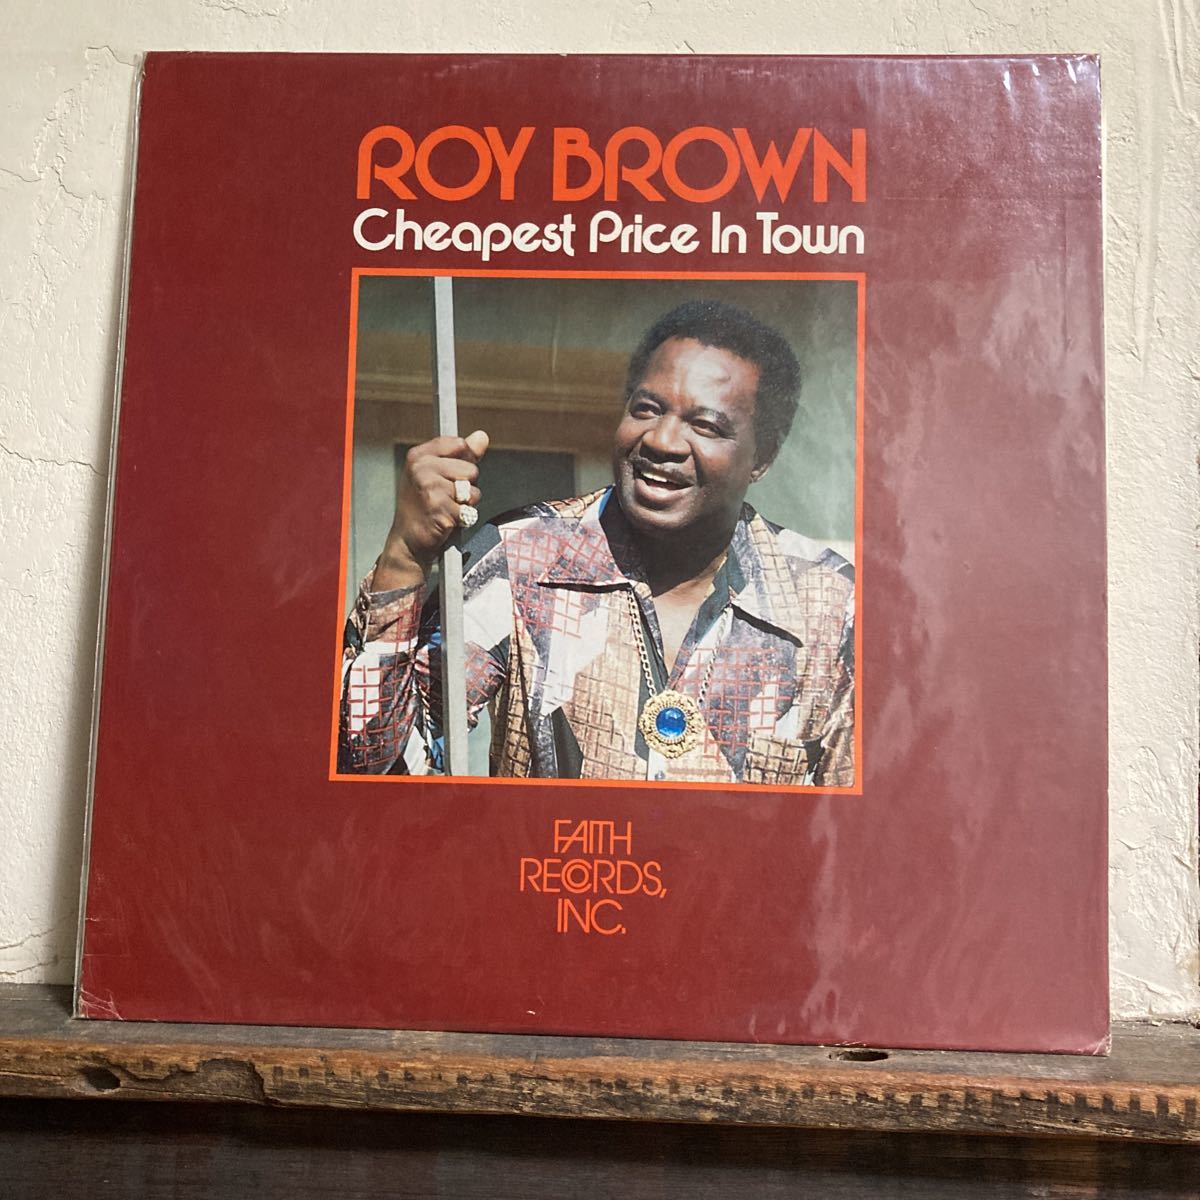 ROY BROWN
Cheapest Price In Town
FAITH
RECORDS,
INC.